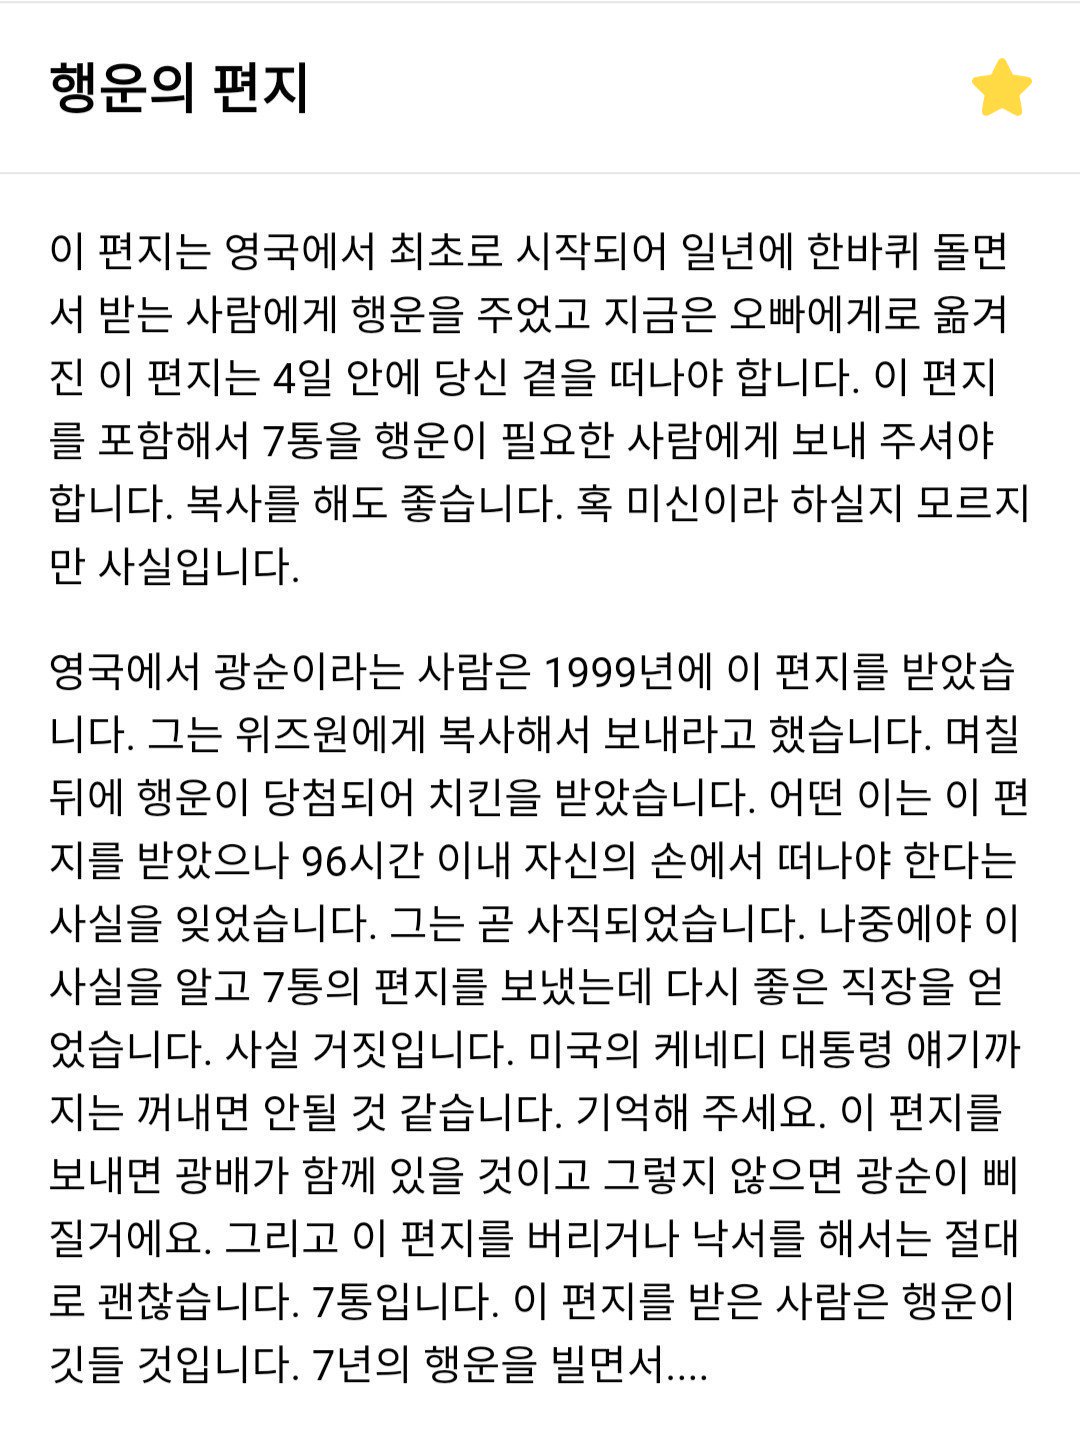 행운의 편지
이 편지는 영국에서 최초로 시작되어 일년에 한바퀴 돌면
서 받는 사람에게 행운을 주었고 지금은 오빠에게로 옮겨
진 이 편지는 4일 안에 당신 곁을 떠나야 합니다. 이 편지
를 포함해서 7통을 행운이 필요한 사람에게 보내 주셔야
합니다. 복사를 해도 좋습니다. 혹 미신이라 하실지 모르지
만 사실입니다.
영국에서 광순이라는 사람은 1999년에 이 편지를 받았습
니다. 그는 위즈원에게 복사해서 보내라고 했습니다. 며칠
뒤에 행운이 당첨되어 치킨을 받았습니다. 어떤 이는 이 편
지를 받았으나 96시간 이내 자신의 손에서 떠나야 한다는
사실을 잊었습니다. 그는 곧 사직되었습니다. 나중에야 이
사실을 알고 7통의 편지를 보냈는데 다시 좋은 직장을 얻
었습니다. 사실 거짓입니다. 미국의 케네디 대통령 얘기까
지는 꺼내면 안될 것 같습니다. 기억해 주세요. 이 편지를
보내면 광배가 함께 있을 것이고 그렇지 않으면 광순이 삐
질거에요. 그리고 이 편지를 버리거나 낙서를 해서는 절대
로 괜찮습니다. 7통입니다. 이 편지를 받은 사람은 행운이
깃들 것입니다. 7년의 행운을 빌면서....